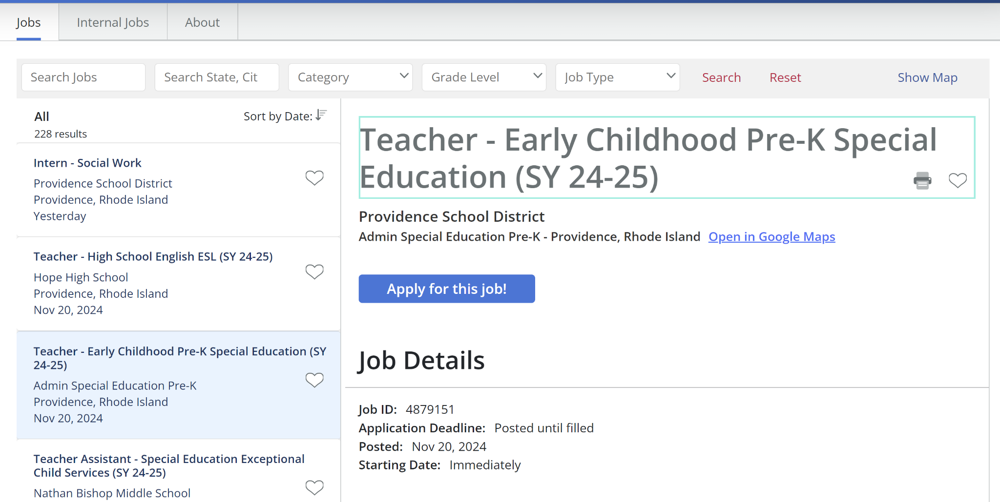 Jobs
Internal Jobs
About
Search Jobs
Search State, Cit
Category
Grade Level
Job Type
Search
Reset
Show Map
All
Sort by Date:
228 results
Intern - Social Work
Providence School District
Providence, Rhode Island
Yesterday
Teacher - High School English ESL (SY 24-25)
Hope High School
Providence, Rhode Island
Nov 20, 2024
Teacher - Early Childhood Pre-K Special Education (SY
24-25)
Admin Special Education Pre-K
Providence, Rhode Island
Nov 20, 2024
Teacher Assistant - Special Education Exceptional
Child Services (SY 24-25)
Nathan Bishop Middle School
Teacher - Early Childhood Pre-K Special
Education (SY 24-25)
Providence School District
Admin Special Education Pre-K - Providence, Rhode Island Open in Google Maps
Apply for this job!
Job Details
Job ID: 4879151
Application Deadline: Posted until filled
Posted: Nov 20, 2024
Starting Date: Immediately